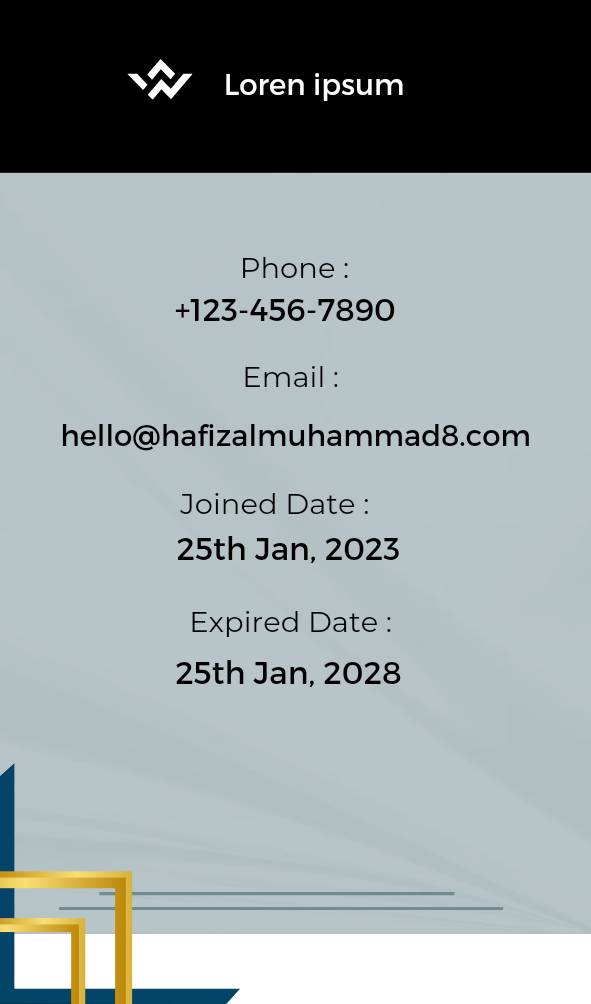 Loren ipsum
Phone :
+123-456-7890
Email :
hello@hafizalmuhammad8.com
Joined Date :
25th Jan, 2023
Expired Date :
25th Jan, 2028